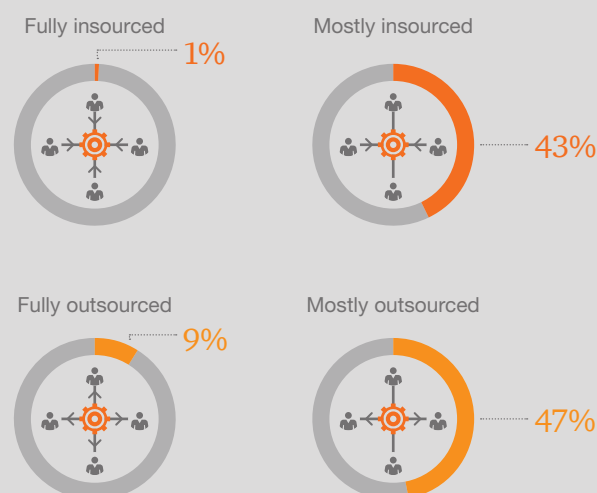 Fully insourced
1%
Mostly insourced
43%
Fully outsourced
9%
Mostly outsourced
47%